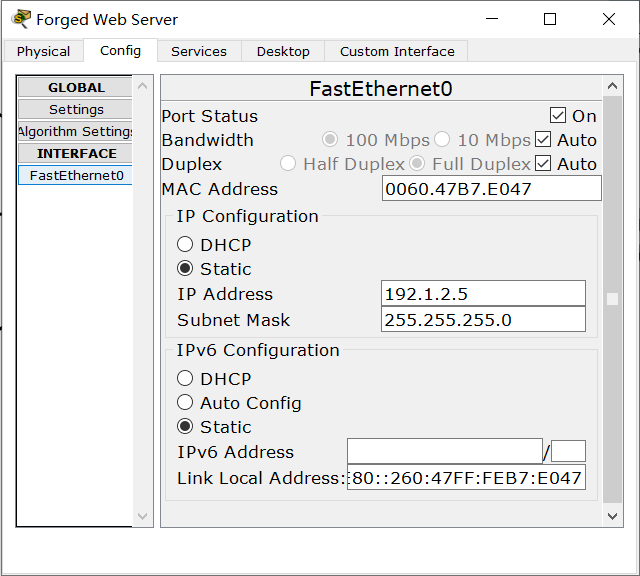 Forged Web Server
Physical Config Services Desktop Custom Interface
GLOBAL
Settings
Algorithm Settings
INTERFACE
FastEthernet0
FastEthernet0
Port Status On
Bandwidth 100 Mbps 10 Mbps Auto
Duplex Half Duplex Full Duplex Auto
MAC Address 0060.47B7.E047
IP Configuration
DHCP
Static
IP Address 192.1.2.5
Subnet Mask 255.255.255.0
IPv6 Configuration
DHCP
Auto Config
Static
IPv6 Address /
Link Local Address: E80::260:47FF:FEB7:E047